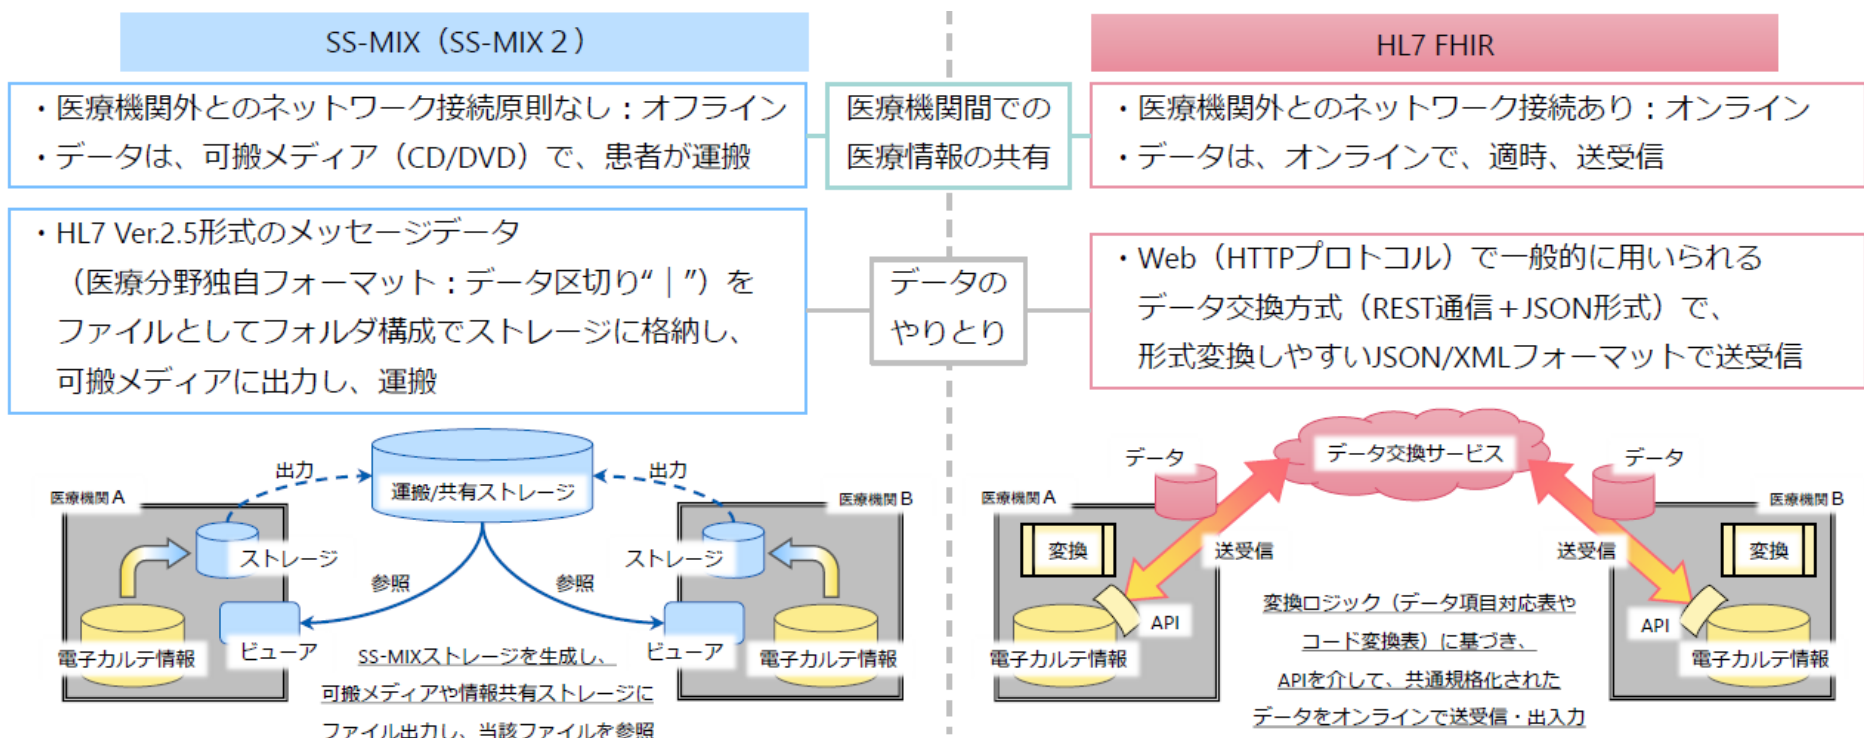 SS-MIX（SS-MIX２）
HL7 FHIR
・医療機関外とのネットワーク接続原則なし：オフライン
・データは、可搬メディア（CD/DVD）で、患者が運搬
医療機関間での
医療情報の共有
・医療機関外とのネットワーク接続あり：オンライン
・データは、オンラインで、適時、送受信
・HL7 Ver.2.5形式のメッセージデータ
（医療分野独自フォーマット：データ区切り“｜”）を
ファイルとしてフォルダ構成でストレージに格納し、
可搬メディアに出力し、運搬
データの
やりとり
・Web（HTTPプロトコル）で一般的に用いられる
データ交換方式（REST通信＋JSON形式）で、
形式変換しやすいJSON/XMLフォーマットで送受信
出力
出力
運搬/共有ストレージ
医療機関A
医療機関B
ストレージ
ストレージ
参照
参照
ビューア
ビューア
電子カルテ情報
電子カルテ情報
SS-MIXストレージを生成し、
可搬メディアや情報共有ストレージに
ファイル出力し、当該ファイルを参照
データ交換サービス
データ
データ
医療機関A
医療機関B
変換
変換
送受信
送受信
API
API
電子カルテ情報
電子カルテ情報
変換ロジック（データ項目対応表や
コード変換表）に基づき、
APIを介して、共通規格化された
データをオンラインで送受信・出入力